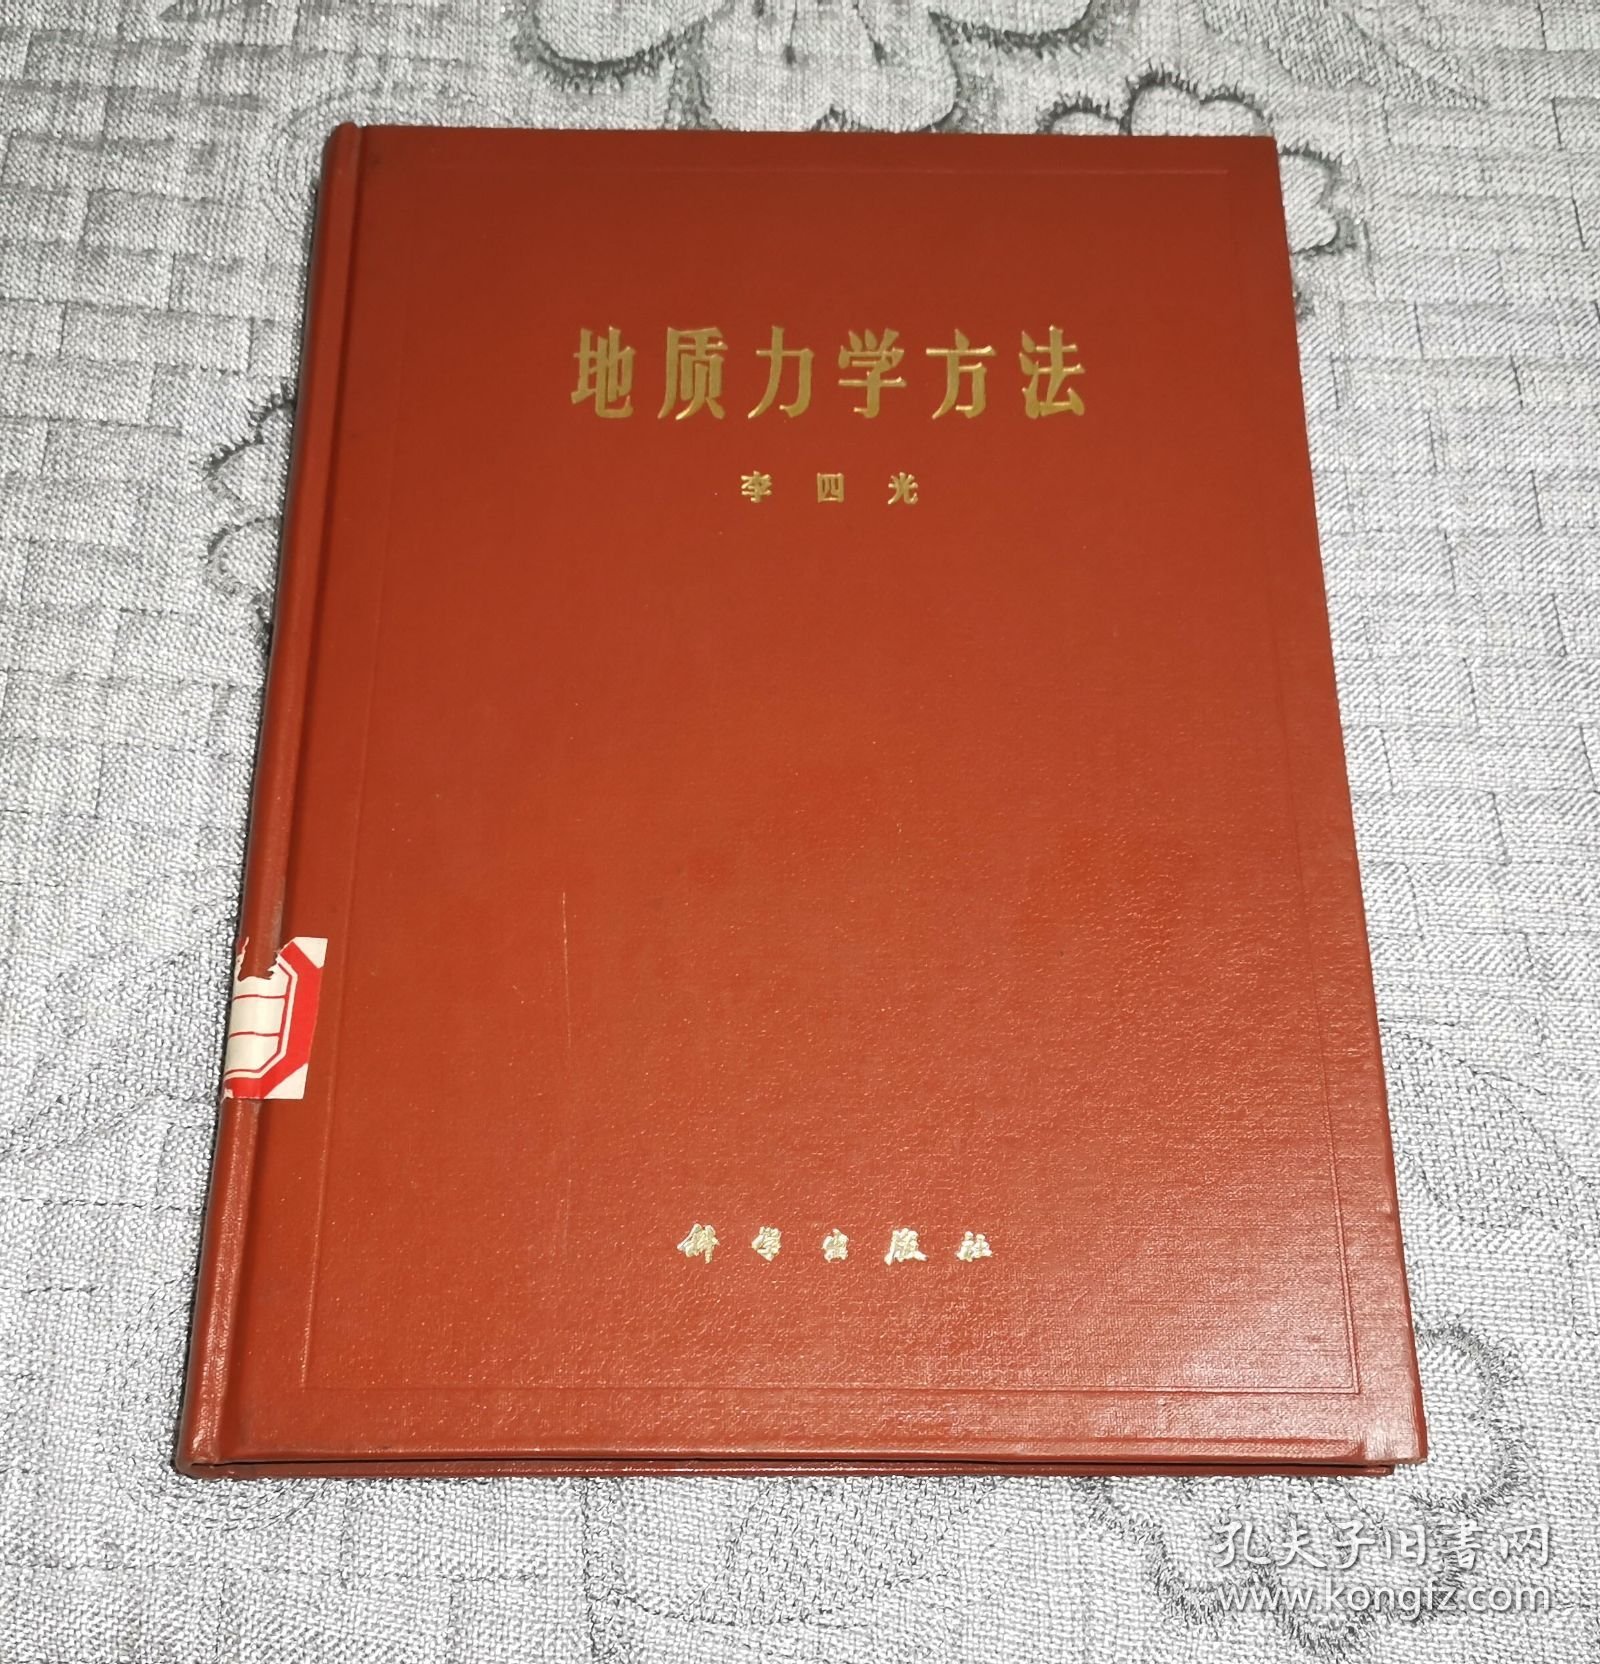 地质力学方法
李四光
科学出版社
孔夫子旧书网
www.kongfz.com